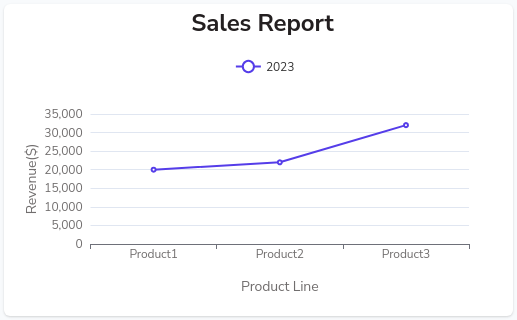 Sales Report
2023
35,000
30,000
25,000
20,000
15,000
10,000
5,000
0
Revenue($)
Product1 Product2 Product3
Product Line